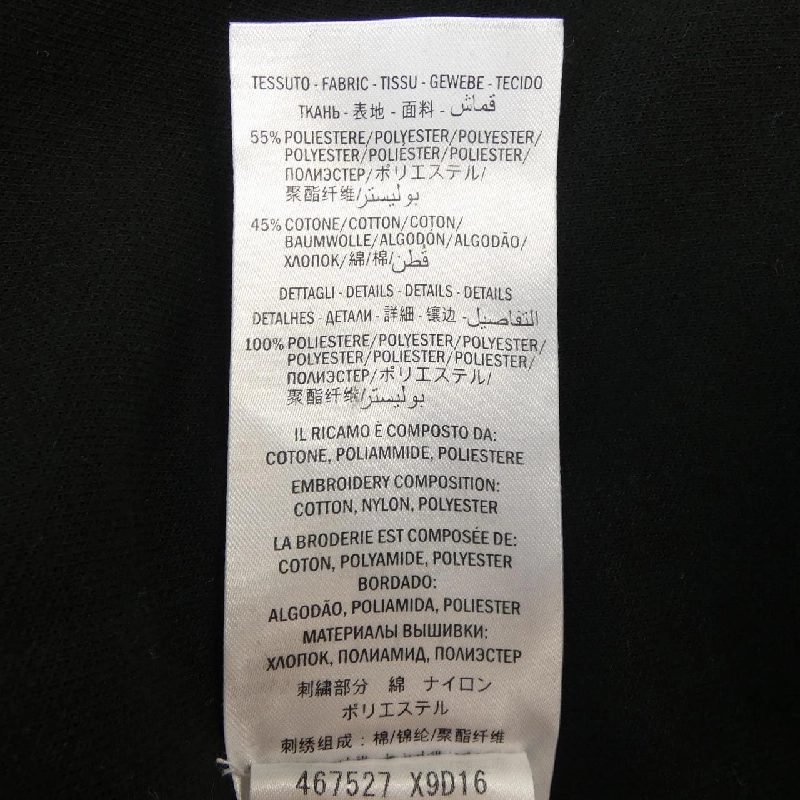 TESSUTO - FABRIC - TISSU - GEWEBE - TECIDO
ТКАНЬ - 表地 - 面料 - قماش
55% POLIESTERE/POLYESTER/POLYESTER/
POLYESTER/POLIÉSTER/POLIESTER/
ПОЛИЭСТЕР/ポリエステル/
聚酯纤维/بوليستر
45% COTONE/COTTON/COTON/
BAUMWOLLE/ALGODÓN/ALGODÃO/
ХЛОПОК/綿/棉/قطن
DETTAGLI - DETAILS - DETAILS - DETAILS
DETALHES - ДЕТАЛИ - 詳細 - 镶边 - التفاصيل
100% POLIESTERE/POLYESTER/POLYESTER/
POLYESTER/POLIÉSTER/POLIESTER/
ПОЛИЭСТЕР/ポリエステル/
聚酯纤维/بوليستر
IL RICAMO È COMPOSTO DA:
COTONE, POLIAMMIDE, POLIESTERE
EMBROIDERY COMPOSITION:
COTTON, NYLON, POLYESTER
LA BRODERIE EST COMPOSÉE DE:
COTON, POLYAMIDE, POLYESTER
BORDADO:
ALGODÃO, POLIAMIDA, POLIESTER
МАТЕРИАЛЫ ВЫШИВКИ:
ХЛОПОК, ПОЛИАМИД, ПОЛИЭСТЕР
刺繍部分 綿 ナイロン
ポリエステル
刺绣组成：棉/锦纶/聚酯纤维
467527 X9D16